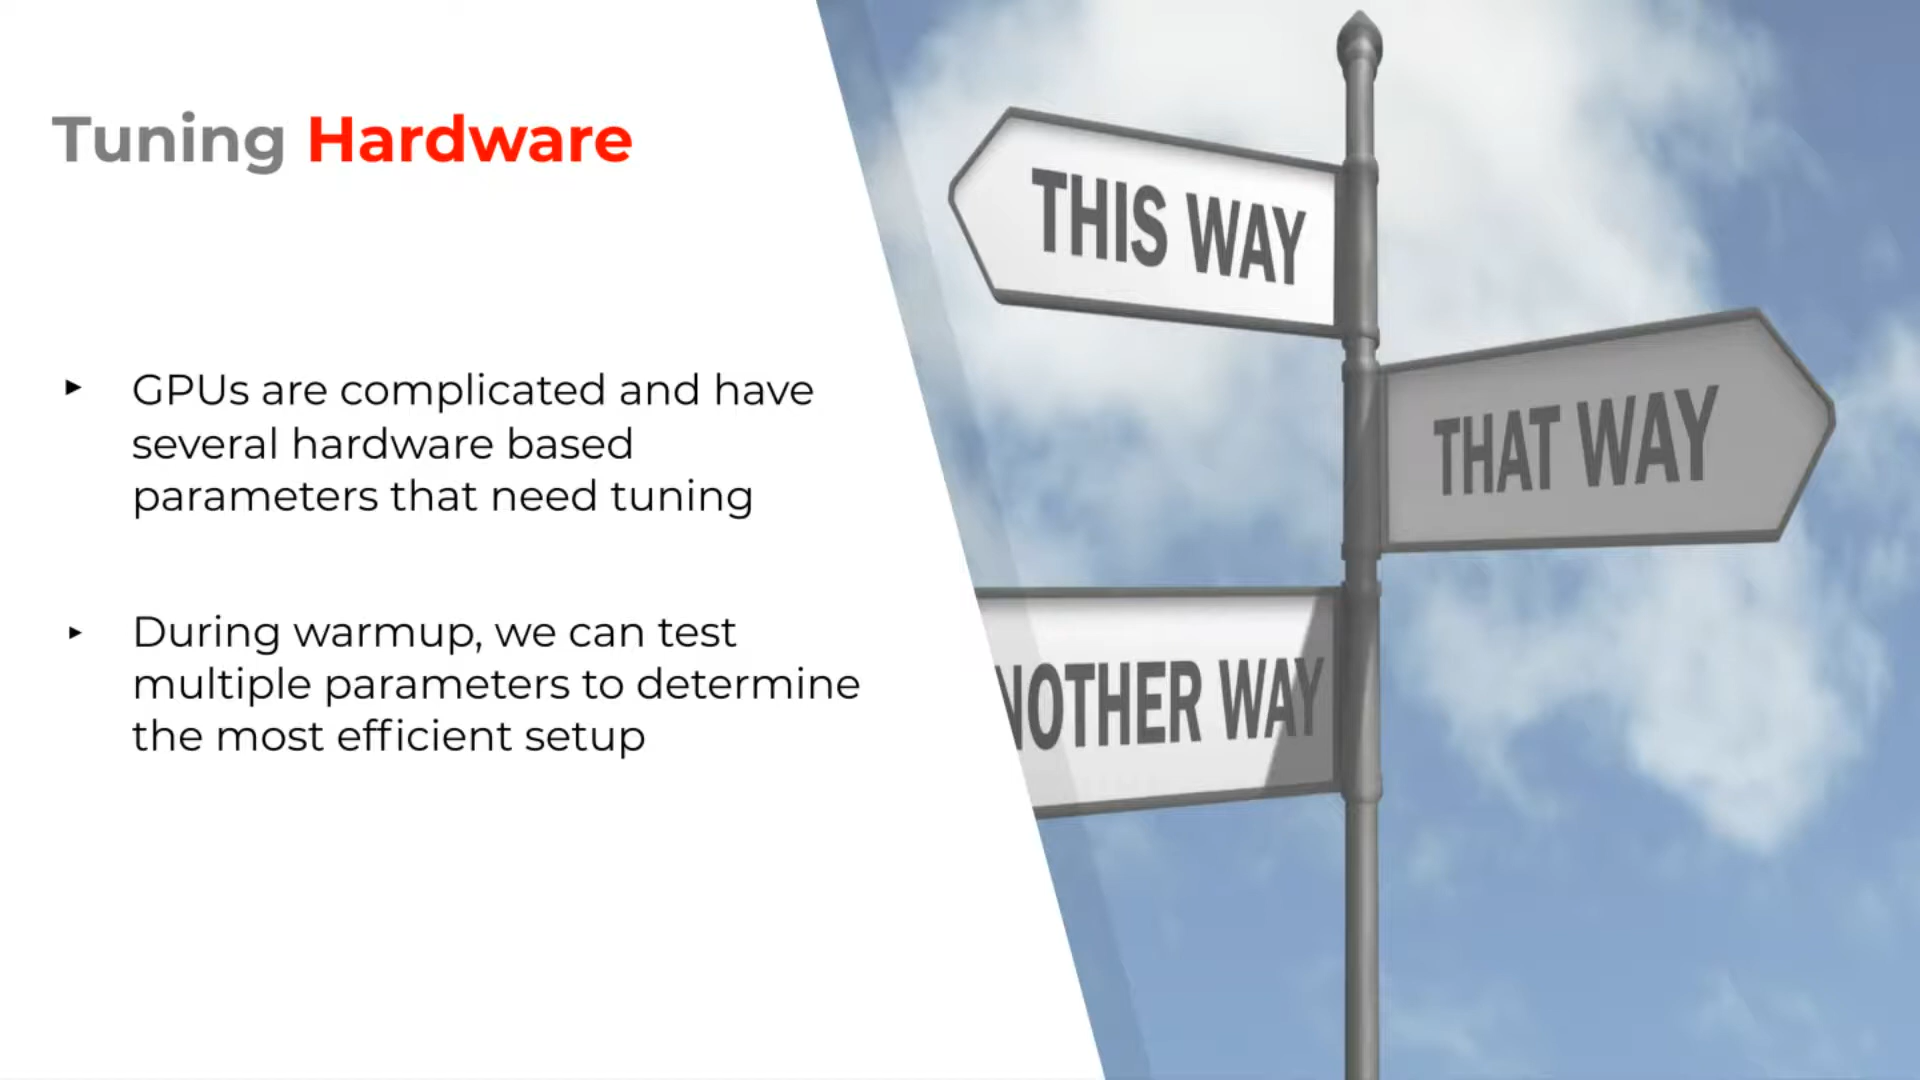 Tuning Hardware
▸ GPUs are complicated and have
several hardware based
parameters that need tuning
▸ During warmup, we can test
multiple parameters to determine
the most efficient setup
THIS WAY
THAT WAY
NOTHER WAY